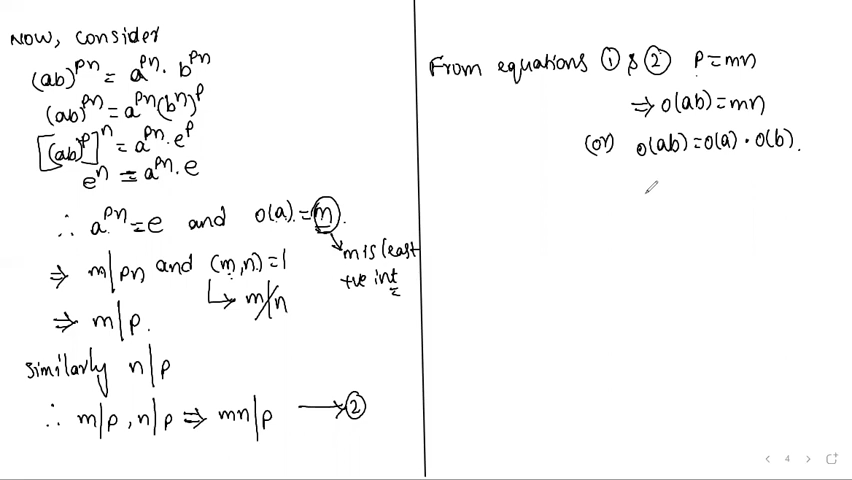 Now, consider
(ab)^pn = a^pn · b^pn
(ab)^pn = a^pn (b^n)^p
[(ab)^p]^n = a^pn · e^p
e^n = a^pn · e
∴ a^pn = e and o(a) = m.
m is least
+ve int
⇒ m|pn and (m,n) = 1
↳ m∤n
⇒ m|p.
similarly n|p
∴ m|p, n|p ⇒ mn|p ⟶ ②
From equations ① & ② p = mn
⇒ o(ab) = mn
(or) o(ab) = o(a) · o(b).
4